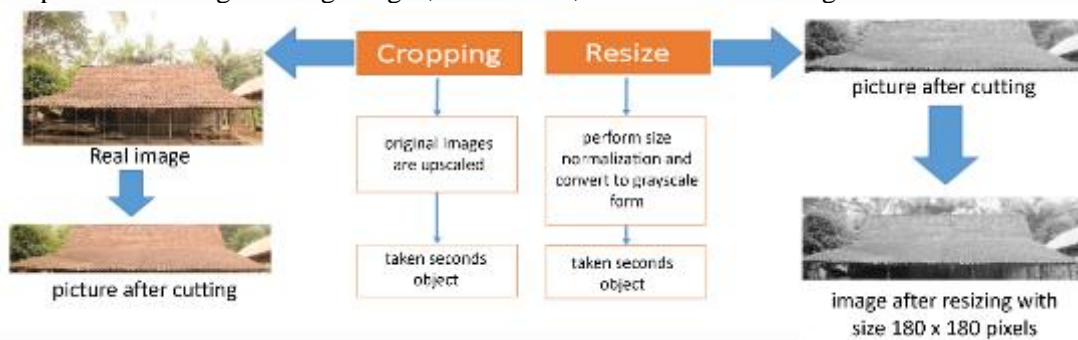 Cropping
Resize
original images
are upscaled
perform size
normalization and
convert to grayscale
form
taken seconds
object
taken seconds
object
Real image
picture after cutting
picture after cutting
image after resizing with
size 180 x 180 pixels